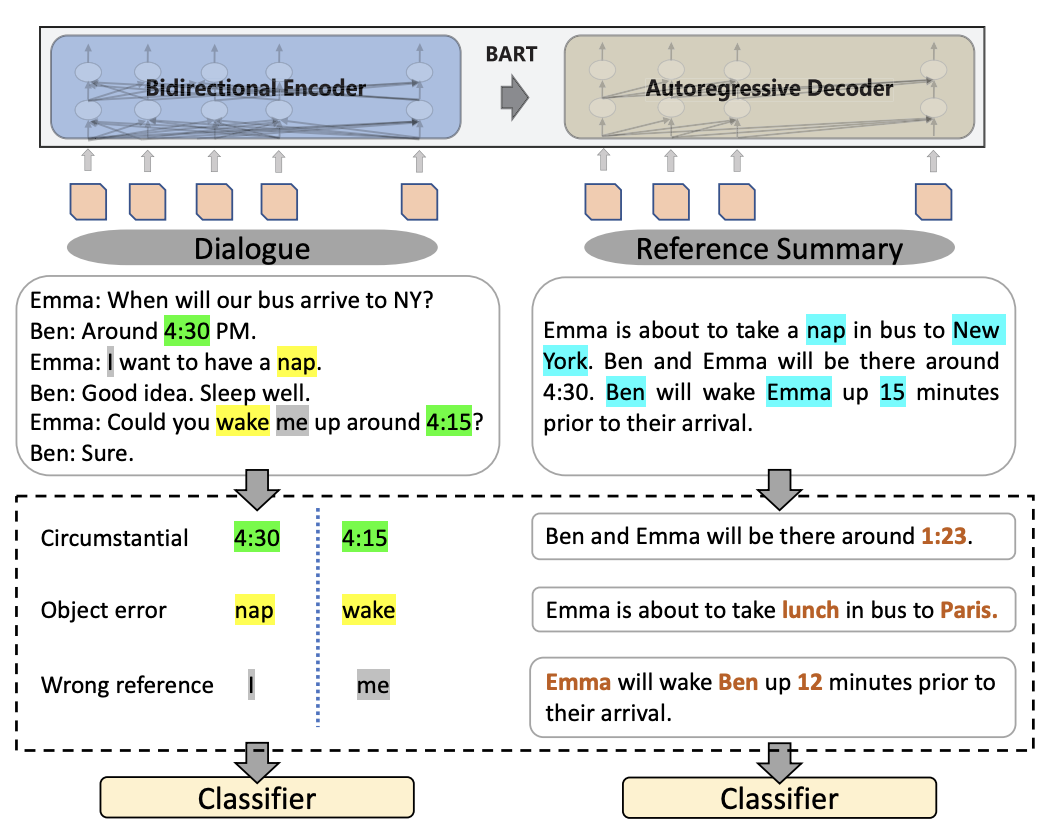 BART
Bidirectional Encoder
Autoregressive Decoder
Dialogue
Emma: When will our bus arrive to NY?
Ben: Around 4:30 PM.
Emma: I want to have a nap.
Ben: Good idea. Sleep well.
Emma: Could you wake me up around 4:15?
Ben: Sure.
Reference Summary
Emma is about to take a nap in bus to New
York. Ben and Emma will be there around
4:30. Ben will wake Emma up 15 minutes
prior to their arrival.
Circumstantial 4:30 4:15
Object error nap wake
Wrong reference I me
Ben and Emma will be there around 1:23.
Emma is about to take lunch in bus to Paris.
Emma will wake Ben up 12 minutes prior to
their arrival.
Classifier
Classifier